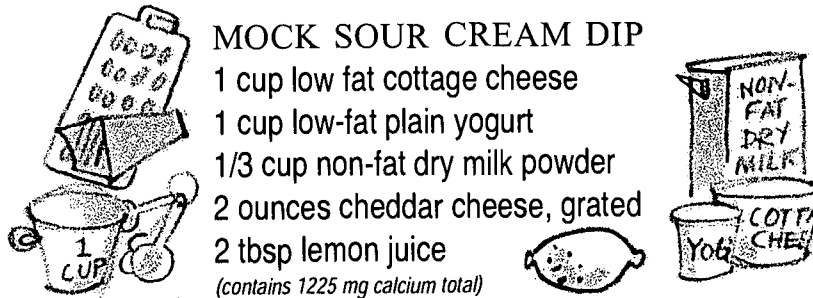 MOCK SOUR CREAM DIP
1 cup low fat cottage cheese
1 cup low-fat plain yogurt
1/3 cup non-fat dry milk powder
2 ounces cheddar cheese, grated
2 tbsp lemon juice
(contains 1225 mg calcium total)
1
CUP
NON-
FAT
DRY
MILK
YOG